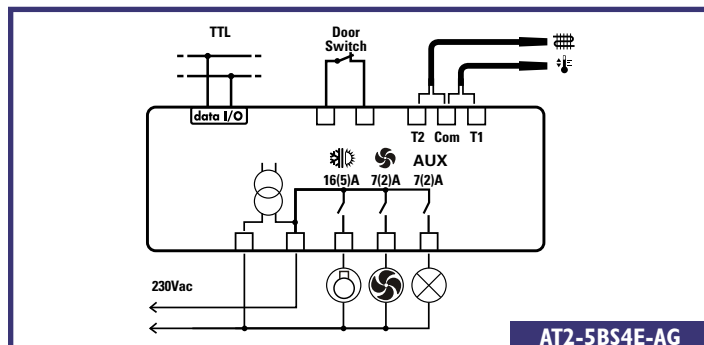 TTL
Door
Switch
data I/O
T2 Com T1
AUX
16(5)A 7(2)A 7(2)A
230Vac
AT2-5BS4E-AG